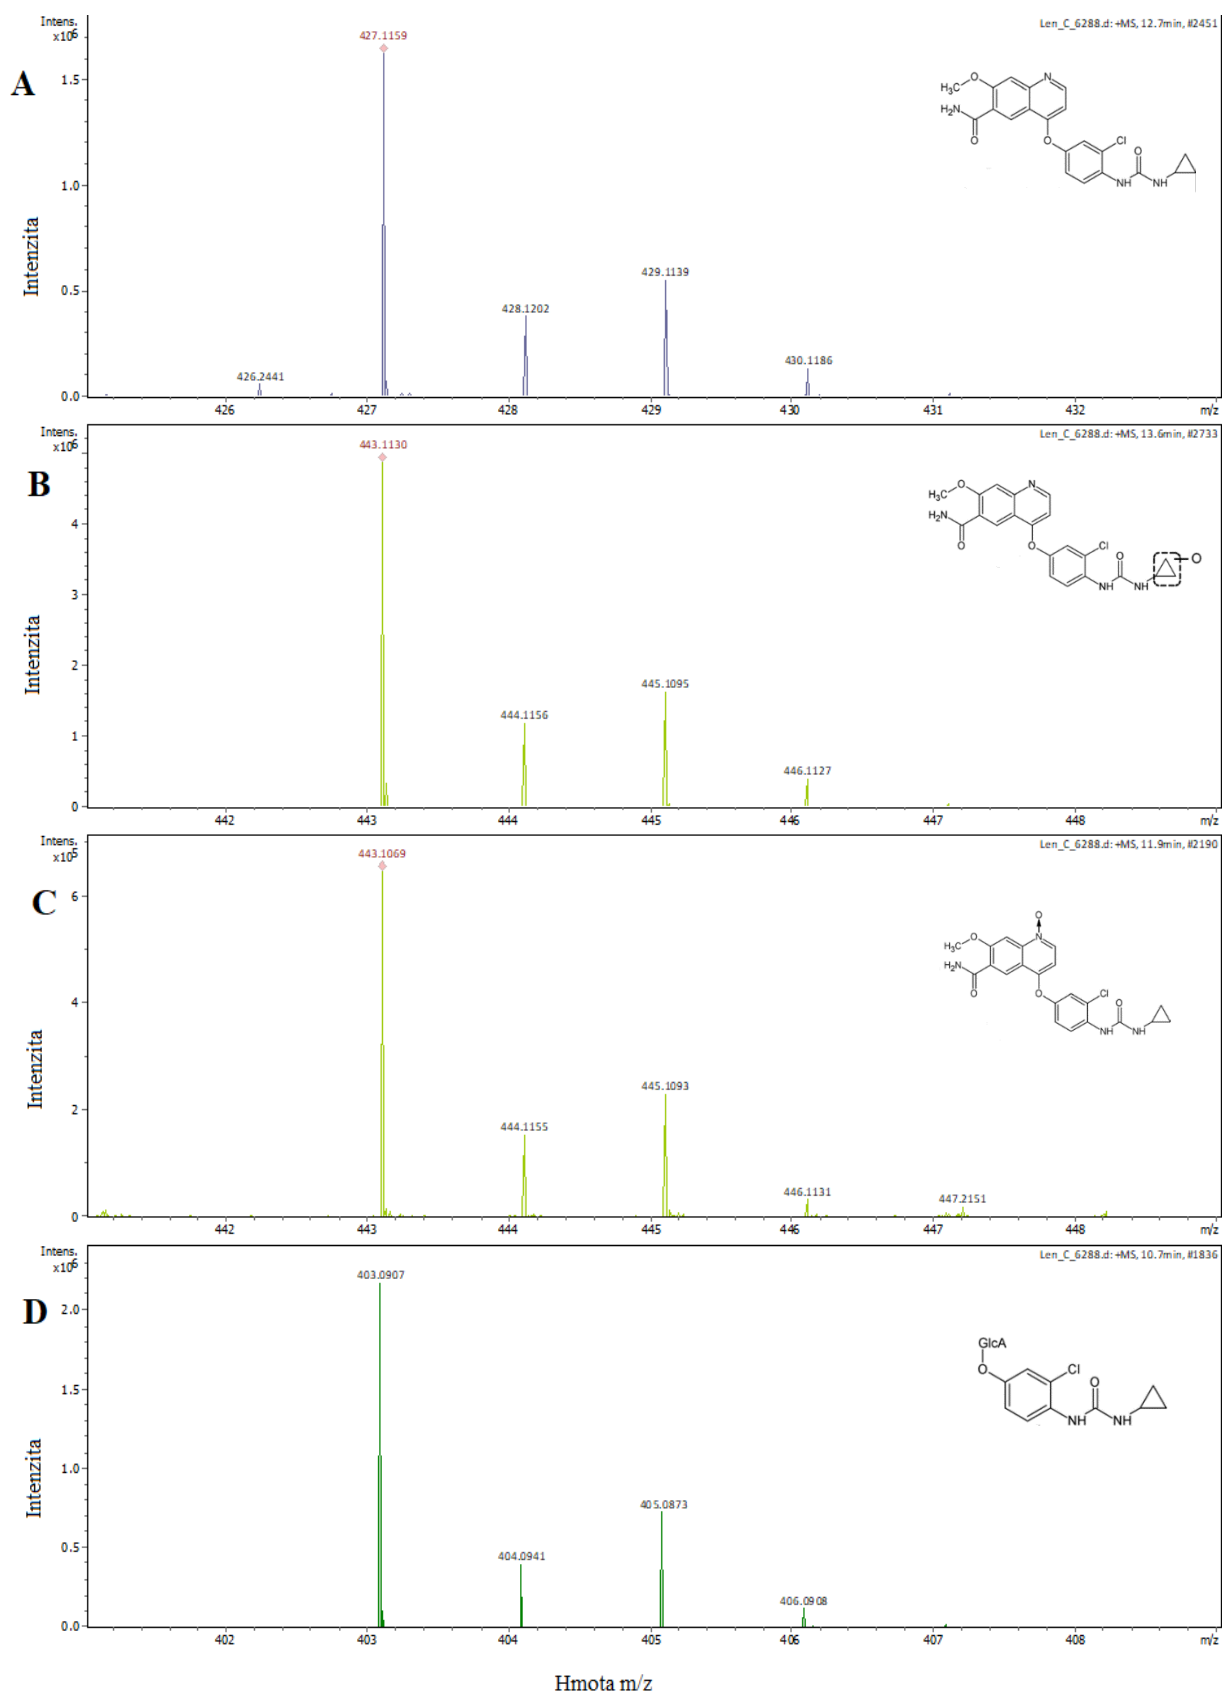 Intens.
x10^6
Len_C_6288.d: +MS, 12.7min, #2451
A
427.1159
1.5
1.0
0.5
0.0
Intenzita
426.2441
428.1202
429.1139
430.1186
H₃C
O
N
H₂N
O
O
Cl
O
NH
NH
426 427 428 429 430 431 432 m/z
Intens.
x10^6
Len_C_6288.d: +MS, 13.6min, #2733
B
443.1130
4
3
2
1
0
Intenzita
444.1156
445.1095
446.1127
H₃C
O
N
H₂N
O
O
Cl
O
NH
NH
O
442 443 444 445 446 447 448 m/z
Intens.
x10^5
Len_C_6288.d: +MS, 11.9min, #2190
C
443.1069
6
4
2
0
Intenzita
444.1155
445.1093
446.1131
447.2151
O
H₃C
O
N
H₂N
O
O
Cl
O
NH
NH
442 443 444 445 446 447 448 m/z
Intens.
x10^6
Len_C_6288.d: +MS, 10.7min, #1836
D
403.0907
2.0
1.5
1.0
0.5
0.0
Intenzita
404.0941
405.0873
406.0908
GlcA
O
Cl
O
NH
NH
402 403 404 405 406 407 408 m/z
Hmota m/z